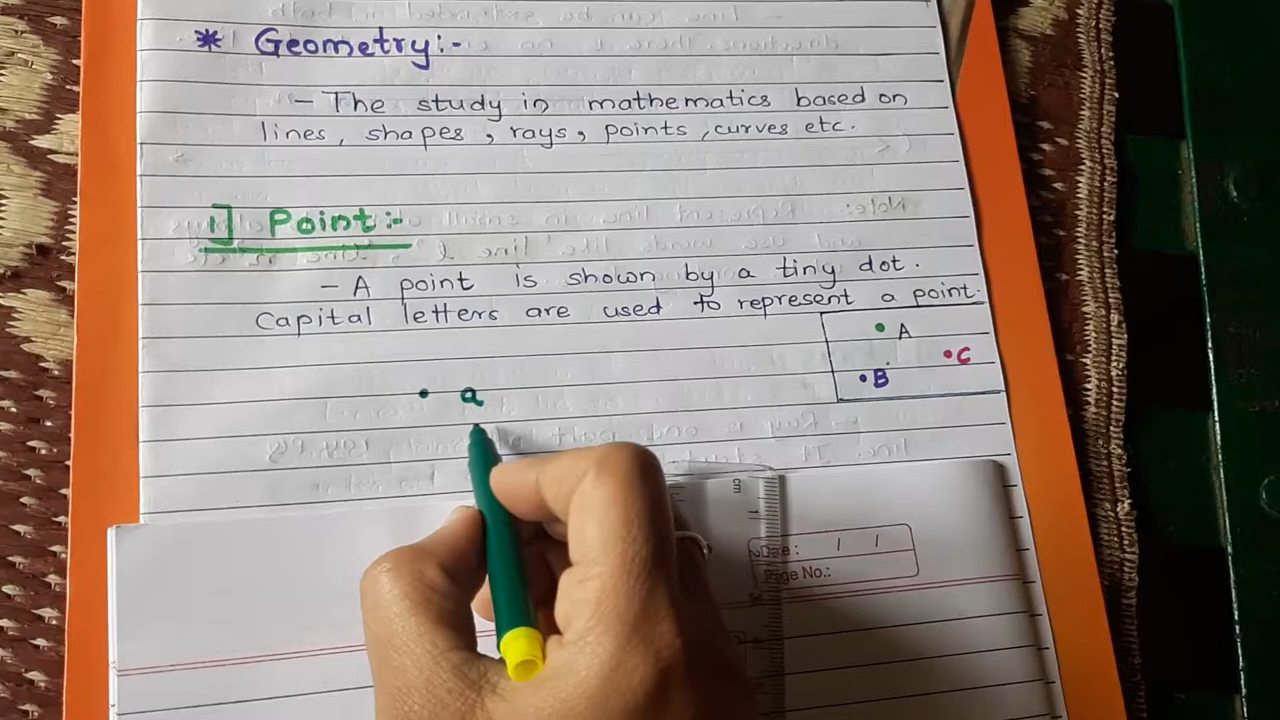 * Geometry:-
- The study in mathematics based on
lines, shapes, rays, points, curves etc.
1] Point:-
- A point is shown by a tiny dot.
Capital letters are used to represent a point.
• A
• C
• B
• a
cm
1
Date : / /
Page No.: